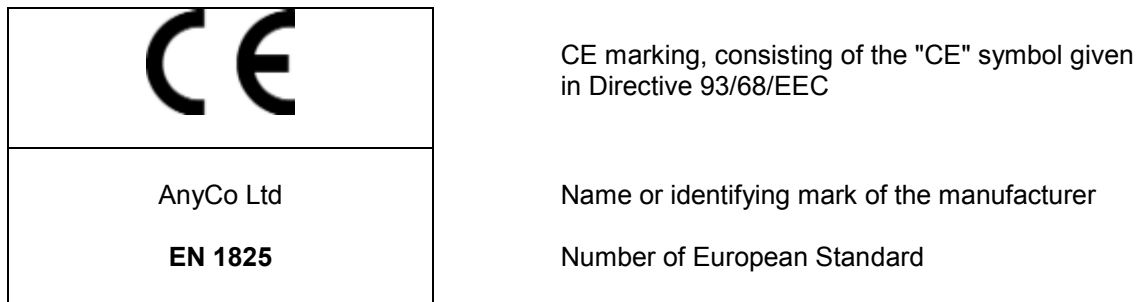 CE
CE marking, consisting of the "CE" symbol given
in Directive 93/68/EEC
AnyCo Ltd
Name or identifying mark of the manufacturer
EN 1825
Number of European Standard